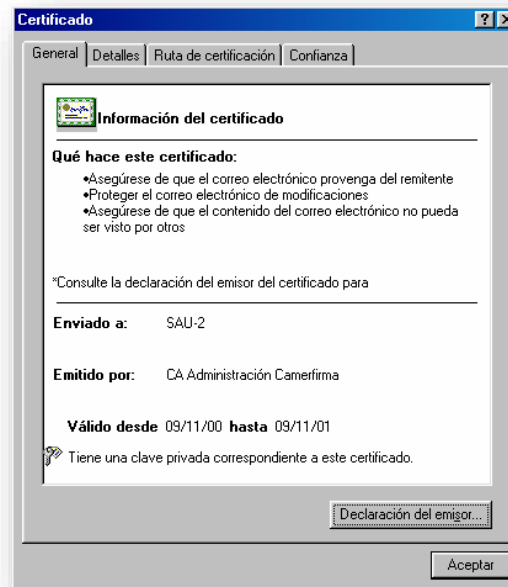 Certificado
General Detalles Ruta de certificación Confianza
Información del certificado
Qué hace este certificado:
•Asegúrese de que el correo electrónico provenga del remitente
•Proteger el correo electrónico de modificaciones
•Asegúrese de que el contenido del correo electrónico no pueda
ser visto por otros
*Consulte la declaración del emisor del certificado para
Enviado a: SAU-2
Emitido por: CA Administración Camerfirma
Válido desde 09/11/00 hasta 09/11/01
Tiene una clave privada correspondiente a este certificado.
Declaración del emisor...
Aceptar